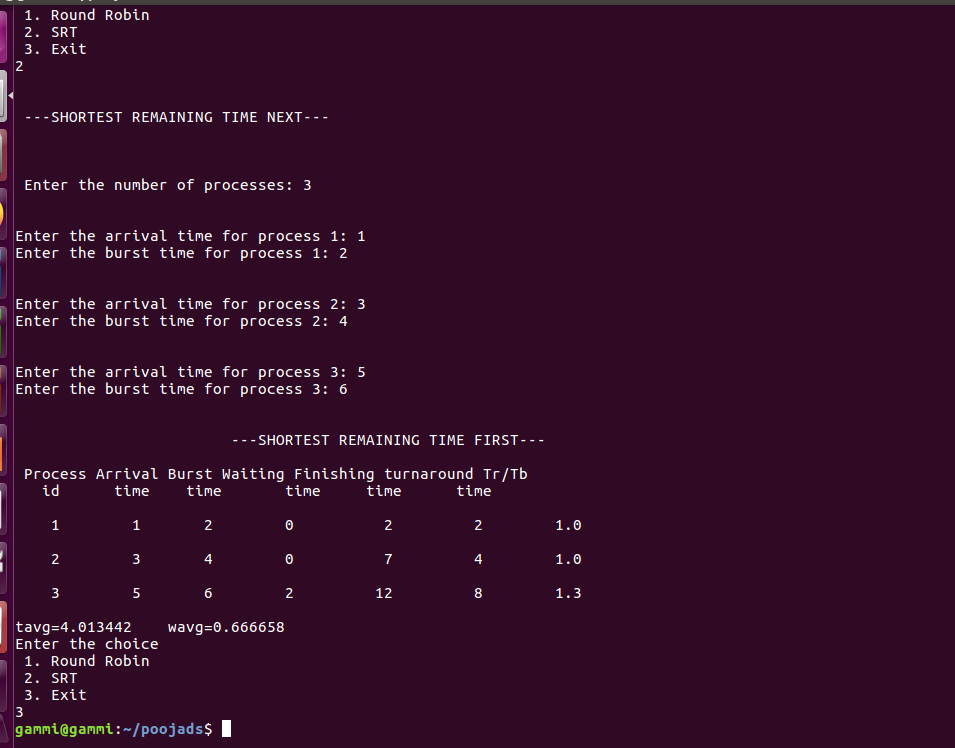 1. Round Robin
2. SRT
3. Exit
2
---SHORTEST REMAINING TIME NEXT---
Enter the number of processes: 3
Enter the arrival time for process 1: 1
Enter the burst time for process 1: 2
Enter the arrival time for process 2: 3
Enter the burst time for process 2: 4
Enter the arrival time for process 3: 5
Enter the burst time for process 3: 6
---SHORTEST REMAINING TIME FIRST---
Process Arrival Burst Waiting Finishing turnaround Tr/Tb
id time time time time time
1 1 2 0 2 2 1.0
2 3 4 0 7 4 1.0
3 5 6 2 12 8 1.3
tavg=4.013442 wavg=0.666658
Enter the choice
1. Round Robin
2. SRT
3. Exit
3
gammi@gammi:~/poojads$